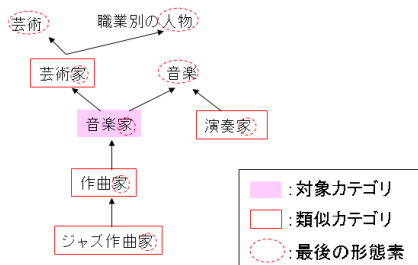 芸術
職業別の人物
芸術家
音楽
音楽家
演奏家
作曲家
ジャズ作曲家
:対象カテゴリ
:類似カテゴリ
:最後の形態素